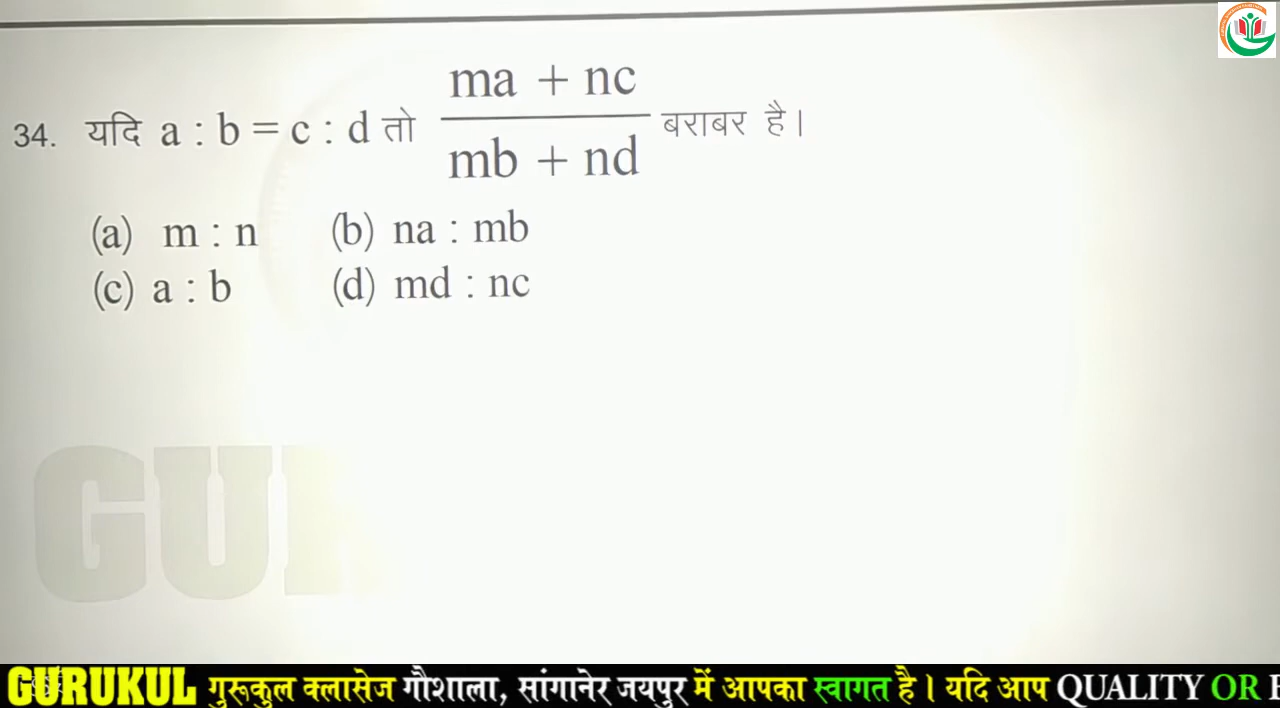 34. यदि a : b = c : d तो (ma + nc)/(mb + nd) बराबर है।
(a) m : n (b) na : mb
(c) a : b (d) md : nc
GURUKUL गुरूकुल क्लासेज गौशाला, सांगानेर जयपुर में आपका स्वागत है। यदि आप QUALITY OR